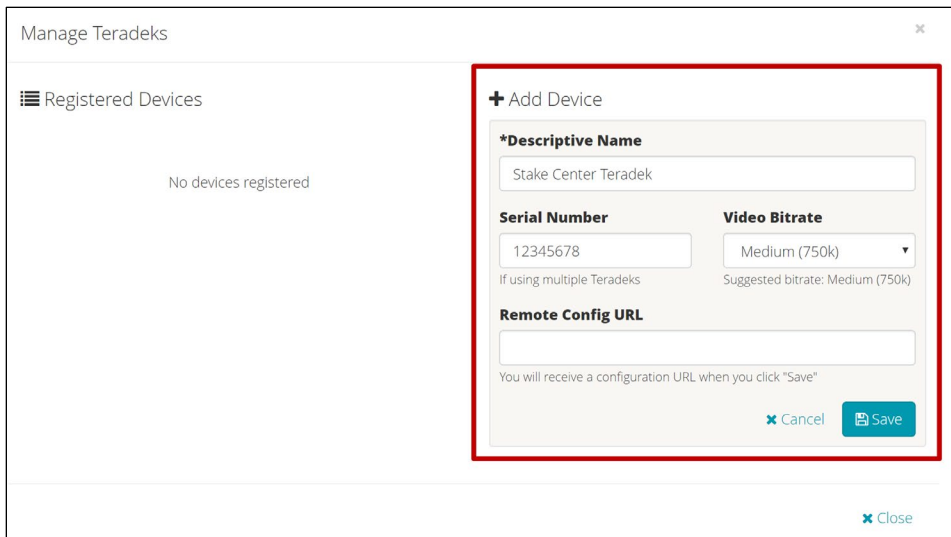 Manage Teradeks
Registered Devices
No devices registered
Add Device
*Descriptive Name
Stake Center Teradek
Serial Number
Video Bitrate
12345678
Medium (750k)
If using multiple Teradeks
Suggested bitrate: Medium (750k)
Remote Config URL
You will receive a configuration URL when you click "Save"
Cancel
Save
Close